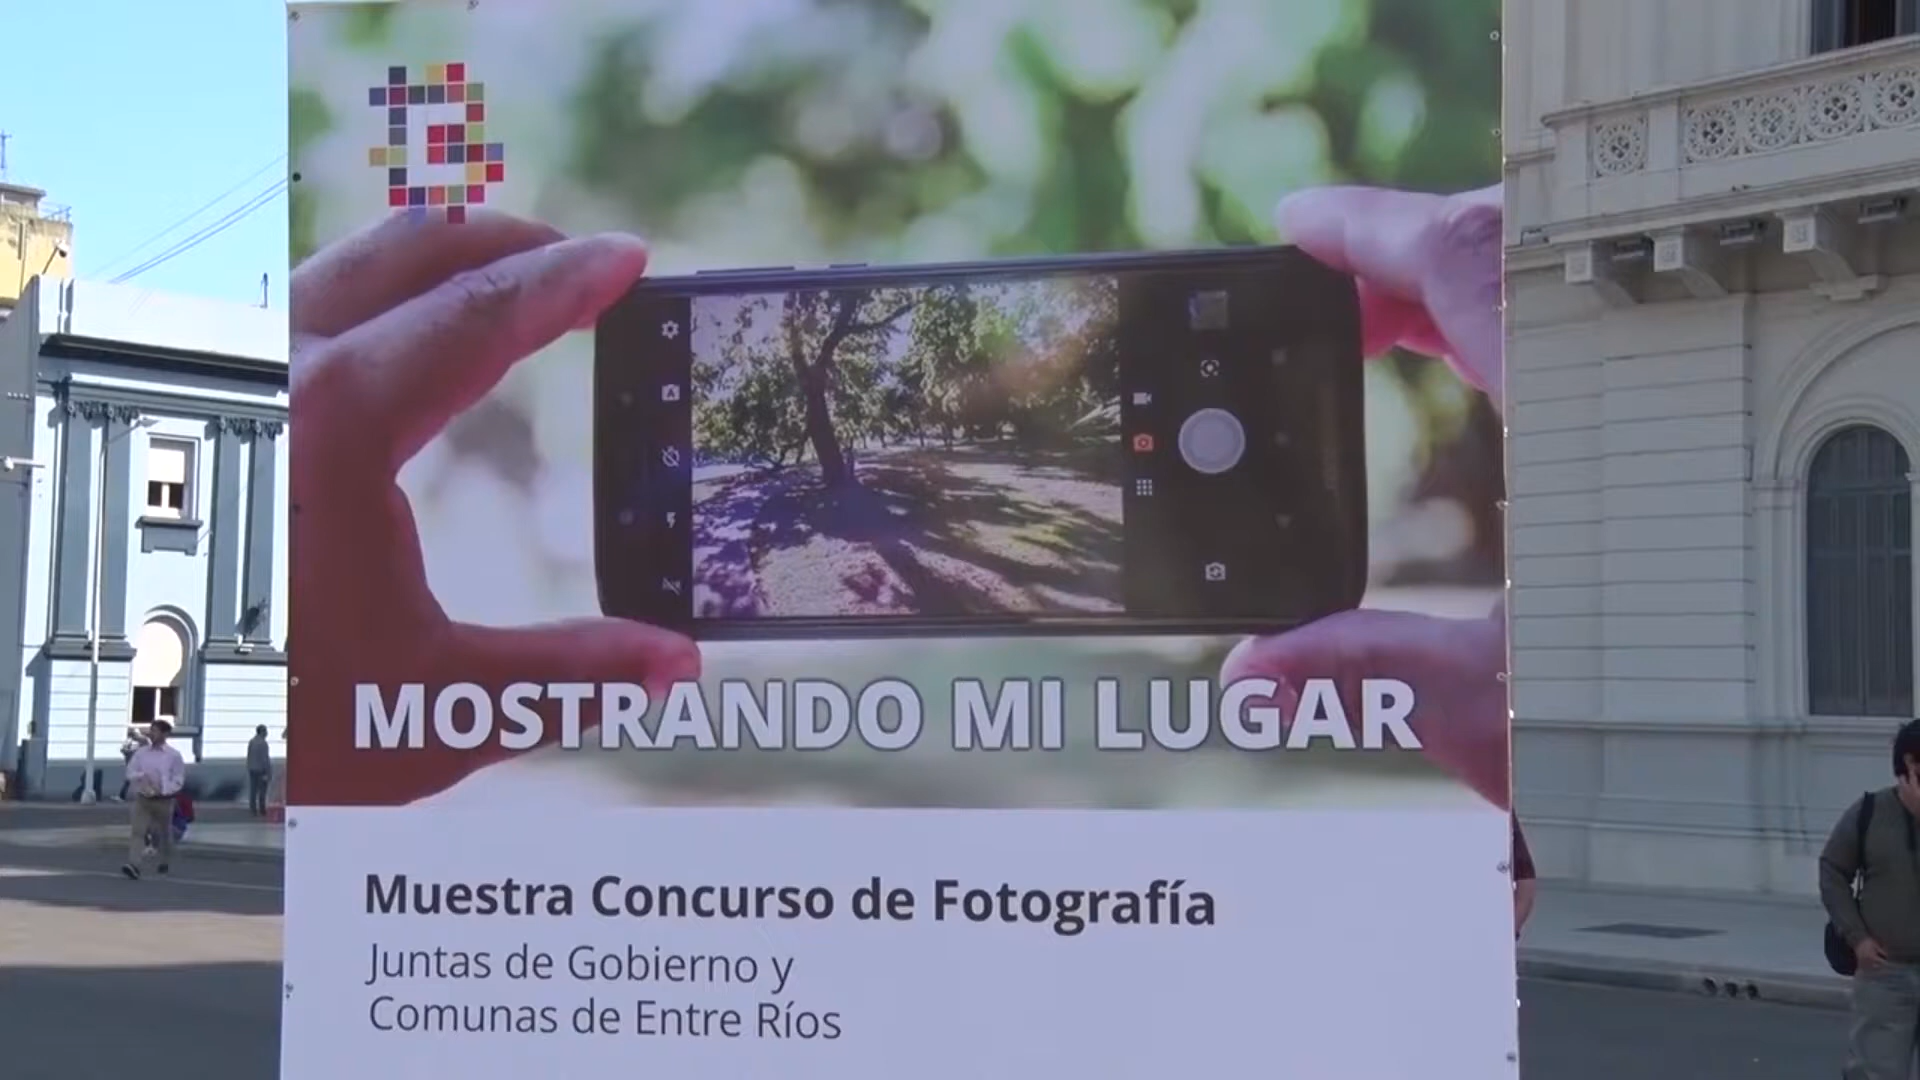 MOSTRANDO MI LUGAR
Muestra Concurso de Fotografía
Juntas de Gobierno y
Comunas de Entre Ríos